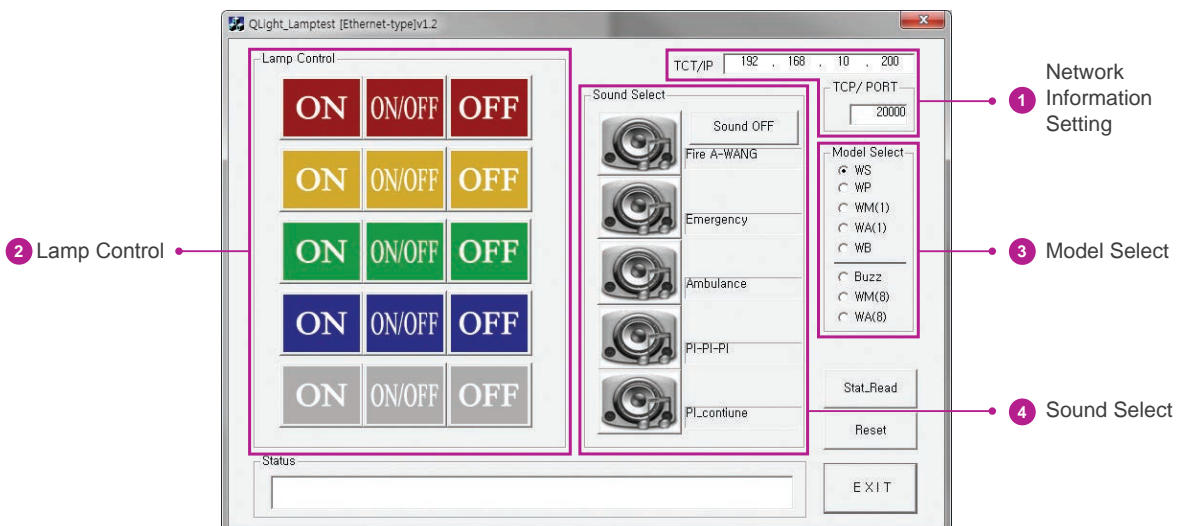 QLight_Lamptest [Ethernet-type]v1.2
Lamp Control
ON ON/OFF OFF
ON ON/OFF OFF
ON ON/OFF OFF
ON ON/OFF OFF
ON ON/OFF OFF
TCT/IP 192 . 168 . 10 . 200
TCP/ PORT
20000
Sound Select
Sound OFF
Fire A-WANG
Emergency
Ambulance
PI-PI-PI
PI_contiune
Model Select
WS
WP
WM(1)
WA(1)
WB
Buzz
WM(8)
WA(8)
Stat_Read
Reset
EXIT
Status
1 Network
Information
Setting
2 Lamp Control
3 Model Select
4 Sound Select